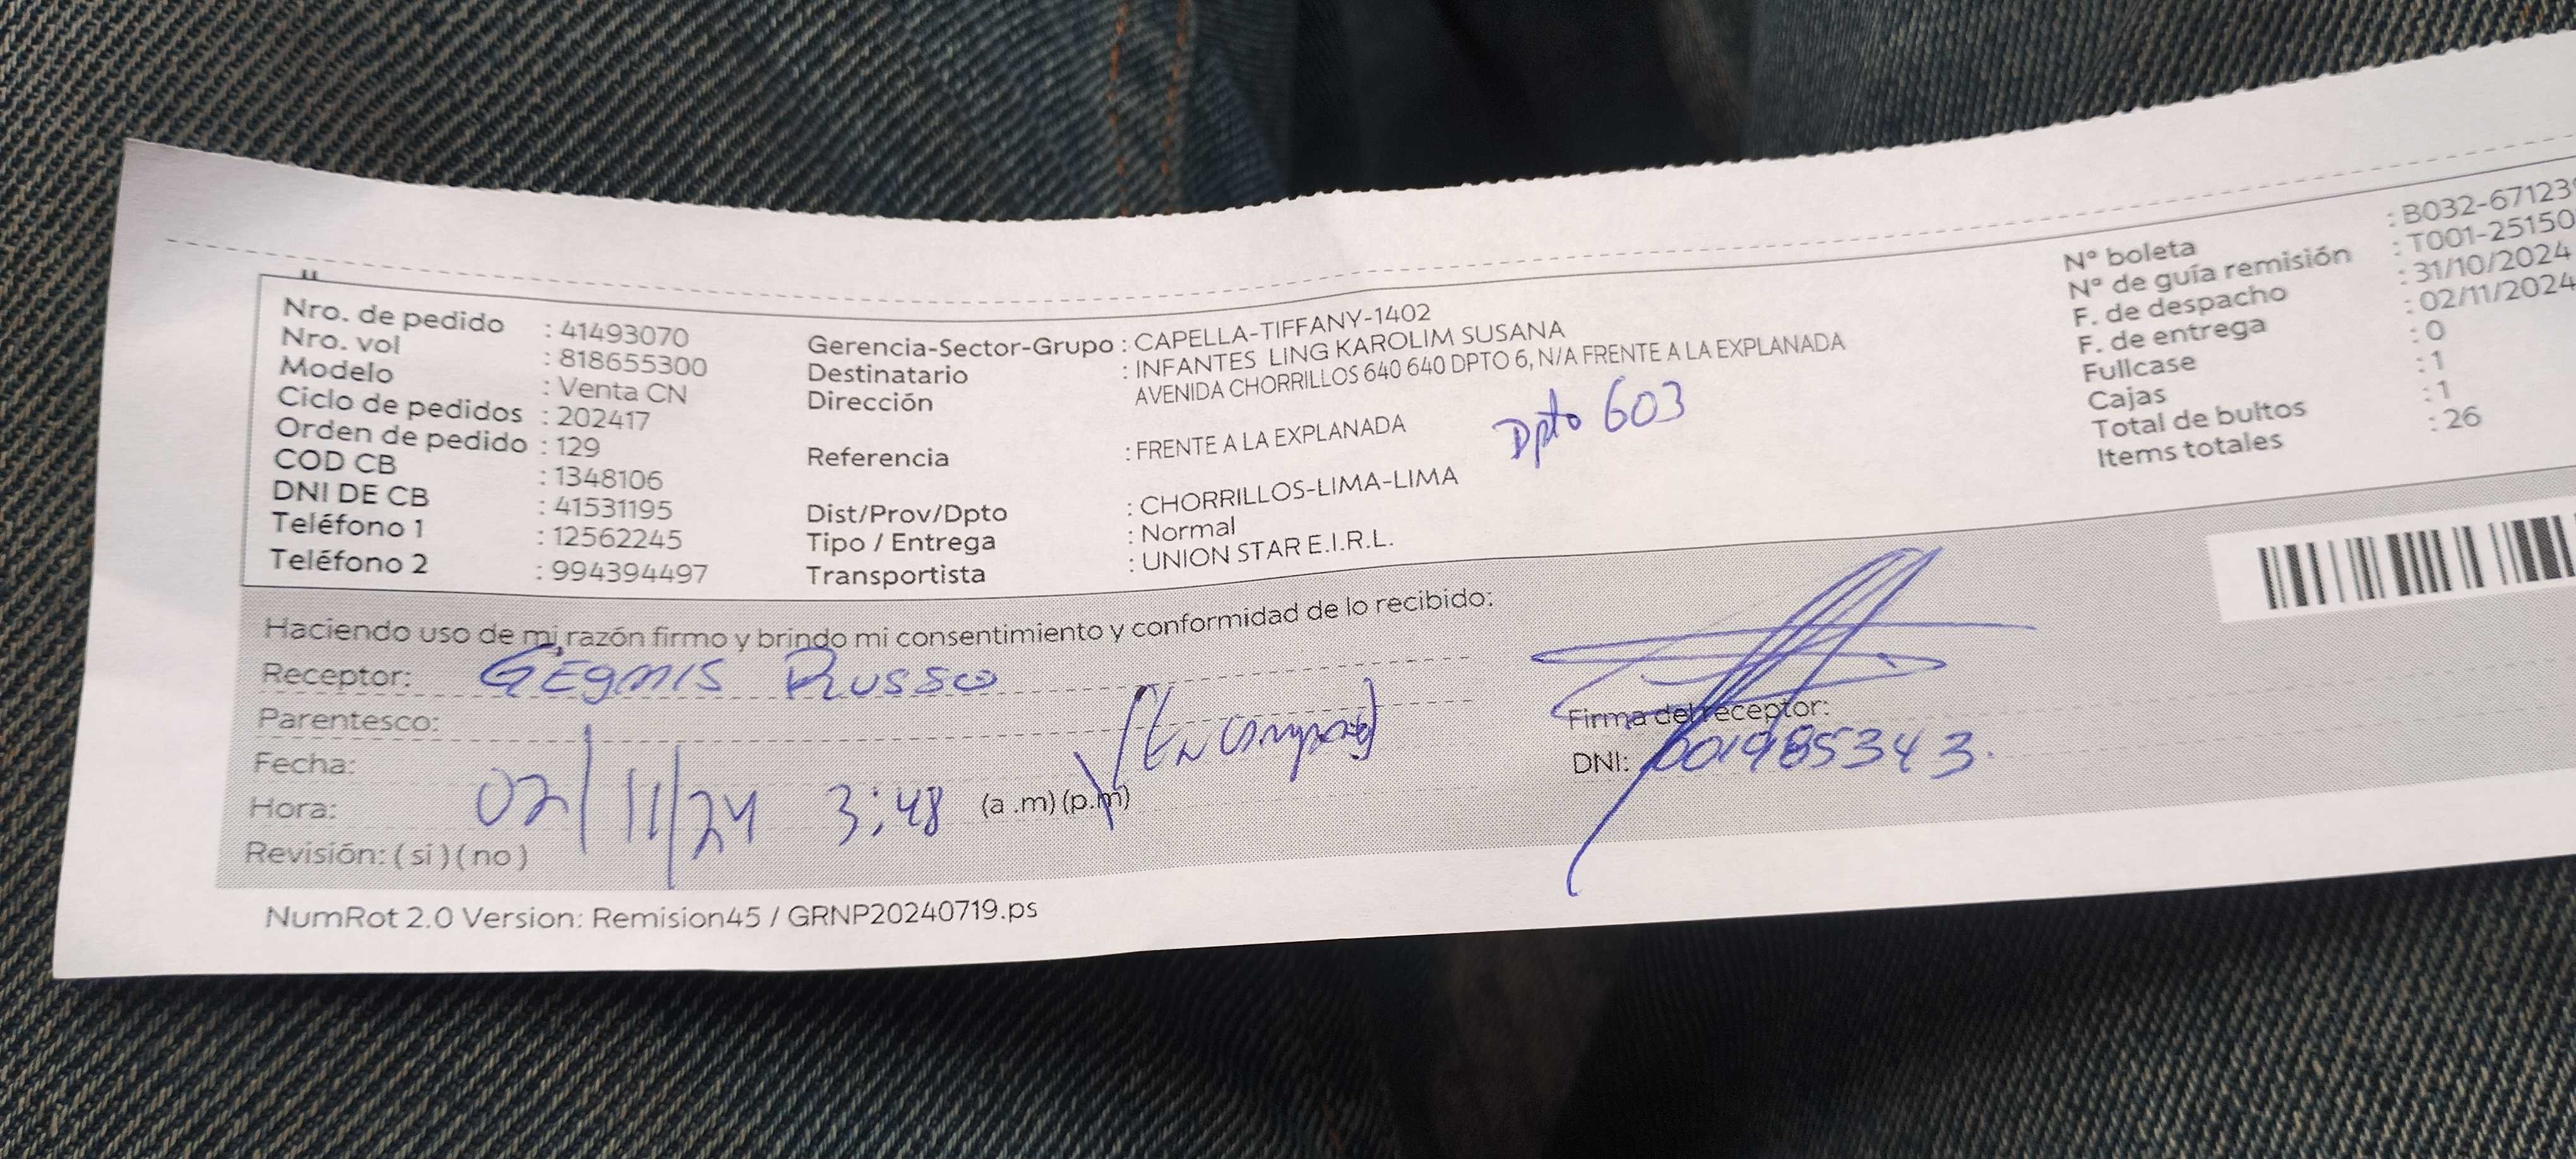 Nro. de pedido : 41493070
Nro. vol : 818655300
Modelo : Venta CN
Ciclo de pedidos : 202417
Orden de pedido : 129
COD CB : 1348106
DNI DE CB : 41531195
Teléfono 1 : 12562245
Teléfono 2 : 994394497
Gerencia-Sector-Grupo : CAPELLA-TIFFANY-1402
Destinatario : INFANTES LING KAROLIM SUSANA
Dirección AVENIDA CHORRILLOS 640 640 DPTO 6, N/A FRENTE A LA EXPLANADA
Referencia : FRENTE A LA EXPLANADA
Dpto 603
Dist/Prov/Dpto : CHORRILLOS-LIMA-LIMA
Tipo / Entrega : Normal
Transportista : UNION STAR E.I.R.L.
Nº boleta : B032-67123
Nº de guía remisión : T001-25150
F. de despacho : 31/10/2024
F. de entrega : 02/11/2024
Fullcase : 0
Cajas : 1
Total de bultos : 1
Items totales : 26
Haciendo uso de mi razón firmo y brindo mi consentimiento y conformidad de lo recibido:
Receptor: Russo
Parentesco:
Fecha: 02/11/24
Hora: 3:48 (a .m) (p.m)
Revisión: ( si ) ( no )
Firma del receptor:
DNI: 001985343.
NumRot 2.0 Version: Remision45 / GRNP20240719.ps